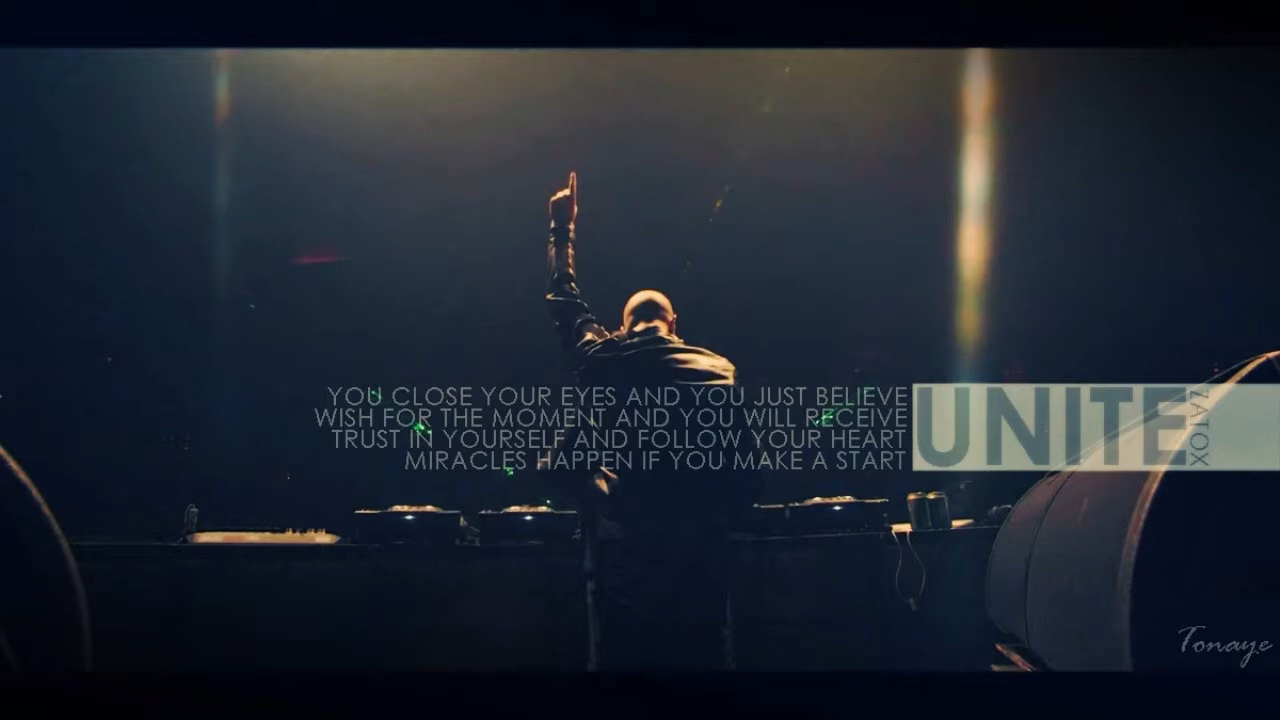 YOU CLOSE YOUR EYES AND YOU JUST BELIEVE
WISH FOR THE MOMENT AND YOU WILL RECEIVE
TRUST IN YOURSELF AND FOLLOW YOUR HEART
MIRACLES HAPPEN IF YOU MAKE A START
UNITE
ZATOX
Tonaye